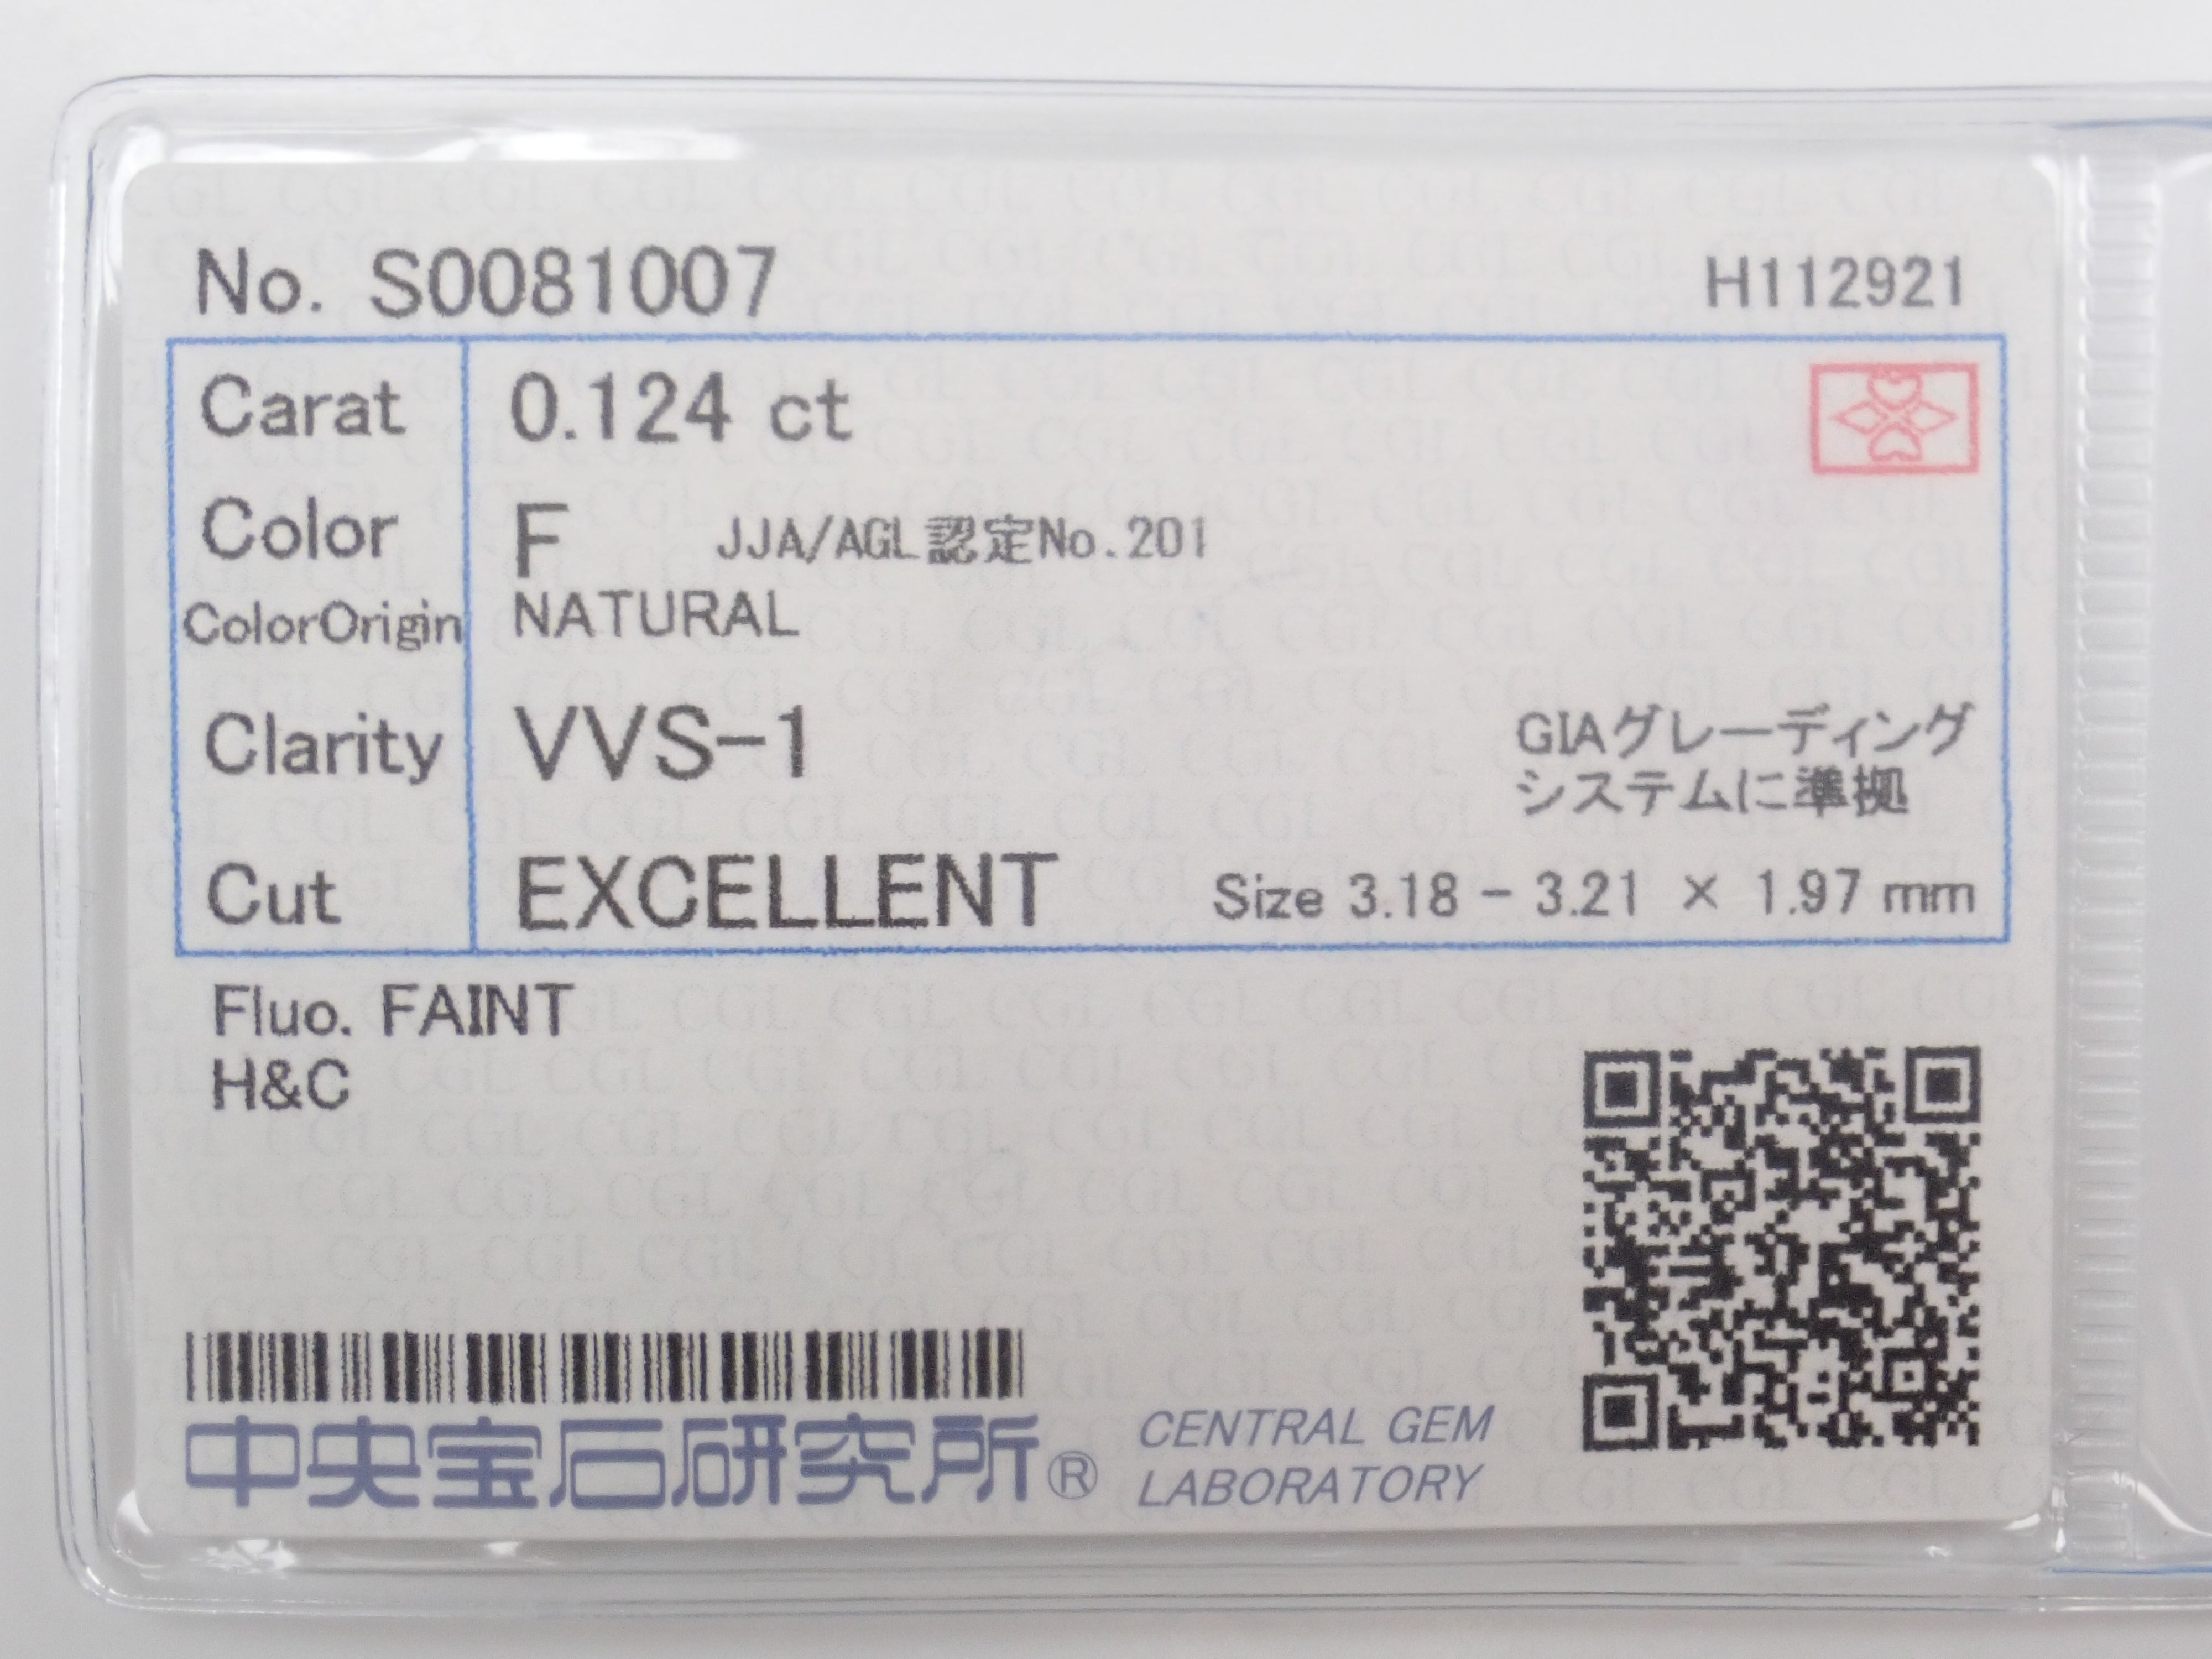 No. S0081007 H112921
Carat 0.124 ct
Color F JJA/AGL認定No.201
ColorOrigin NATURAL
Clarity VVS-1 GIAグレーディング
システムに準拠
Cut EXCELLENT Size 3.18 - 3.21 × 1.97 mm
Fluo. FAINT
H&C
中央宝石研究所® CENTRAL GEM
LABORATORY